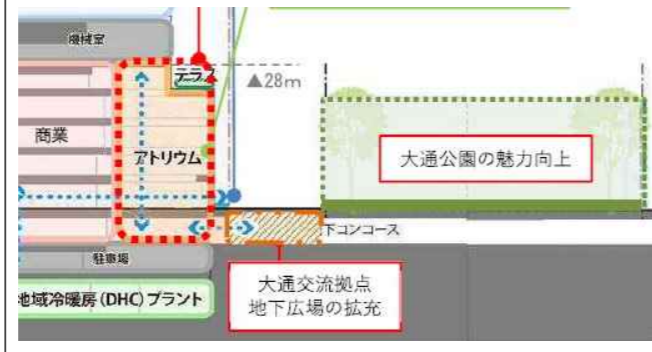 機械室
テラス
▲28m
商業
アトリウム
大通公園の魅力向上
下コンコース
駐車場
大通交流拠点
地下広場の拡充
地域冷暖房(DHC)プラント